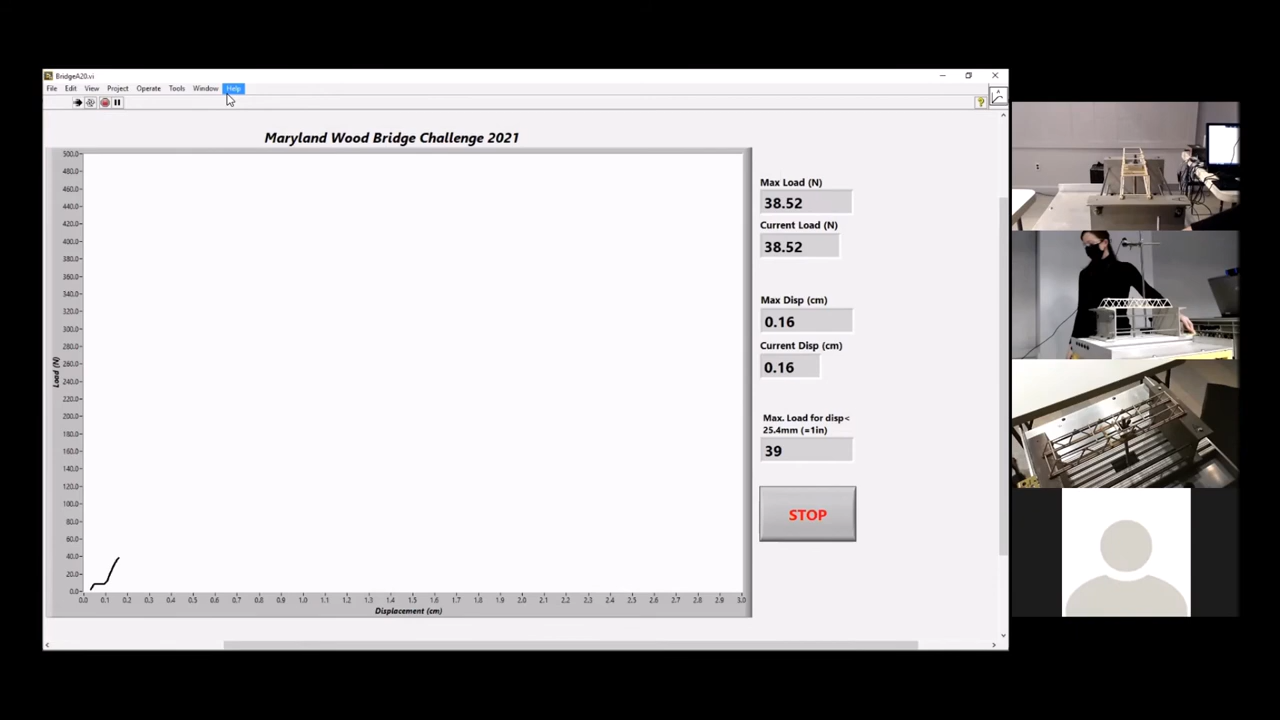 BridgeA20.vi
File Edit View Project Operate Tools Window Help
Maryland Wood Bridge Challenge 2021
500.0
480.0
460.0
440.0
420.0
400.0
380.0
360.0
340.0
320.0
300.0
280.0
260.0
240.0
220.0
200.0
180.0
160.0
140.0
120.0
100.0
80.0
60.0
40.0
20.0
0.0
Load (N)
0.0 0.1 0.2 0.3 0.4 0.5 0.6 0.7 0.8 0.9 1.0 1.1 1.2 1.3 1.4 1.5 1.6 1.7 1.8 1.9 2.0 2.1 2.2 2.3 2.4 2.5 2.6 2.7 2.8 2.9 3.0
Displacement (cm)
Max Load (N)
38.52
Current Load (N)
38.52
Max Disp (cm)
0.16
Current Disp (cm)
0.16
Max. Load for disp<
25.4mm (=1in)
39
STOP